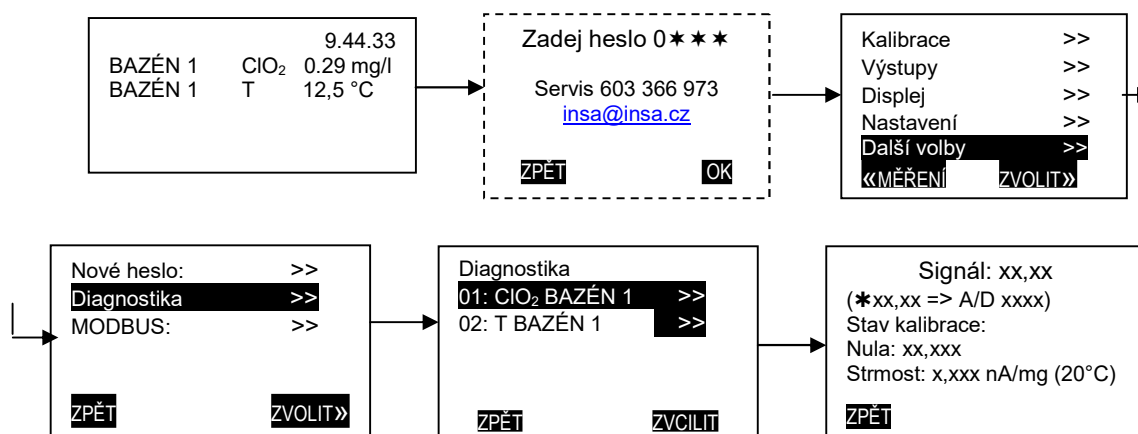 9.44.33
BAZÉN 1 ClO₂ 0.29 mg/l
BAZÉN 1 T 12,5 °C
Zadej heslo 0✶✶✶
Servis 603 366 973
insa@insa.cz
ZPĚT OK
Kalibrace >>
Výstupy >>
Displej >>
Nastavení >>
Další volby >>
«MĚŘENÍ ZVOLIT»
Nové heslo: >>
Diagnostika >>
MODBUS: >>
ZPĚT ZVOLIT»
Diagnostika
01: ClO₂ BAZÉN 1 >>
02: T BAZÉN 1 >>
ZPĚT ZVCILIT
Signál: xx,xx
(✶xx,xx => A/D xxxx)
Stav kalibrace:
Nula: xx,xxx
Strmost: x,xxx nA/mg (20°C)
ZPĚT